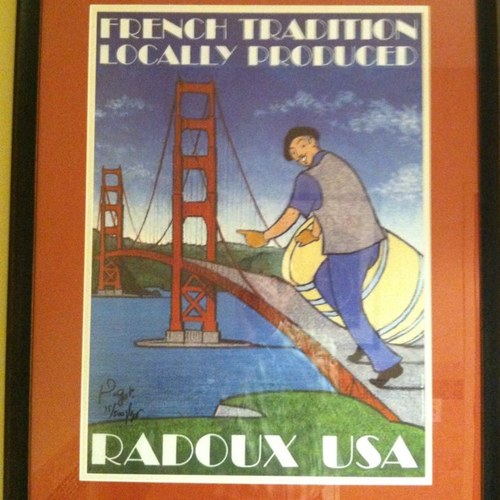 FRENCH TRADITION
LOCALLY PRODUCED
RADOUX USA